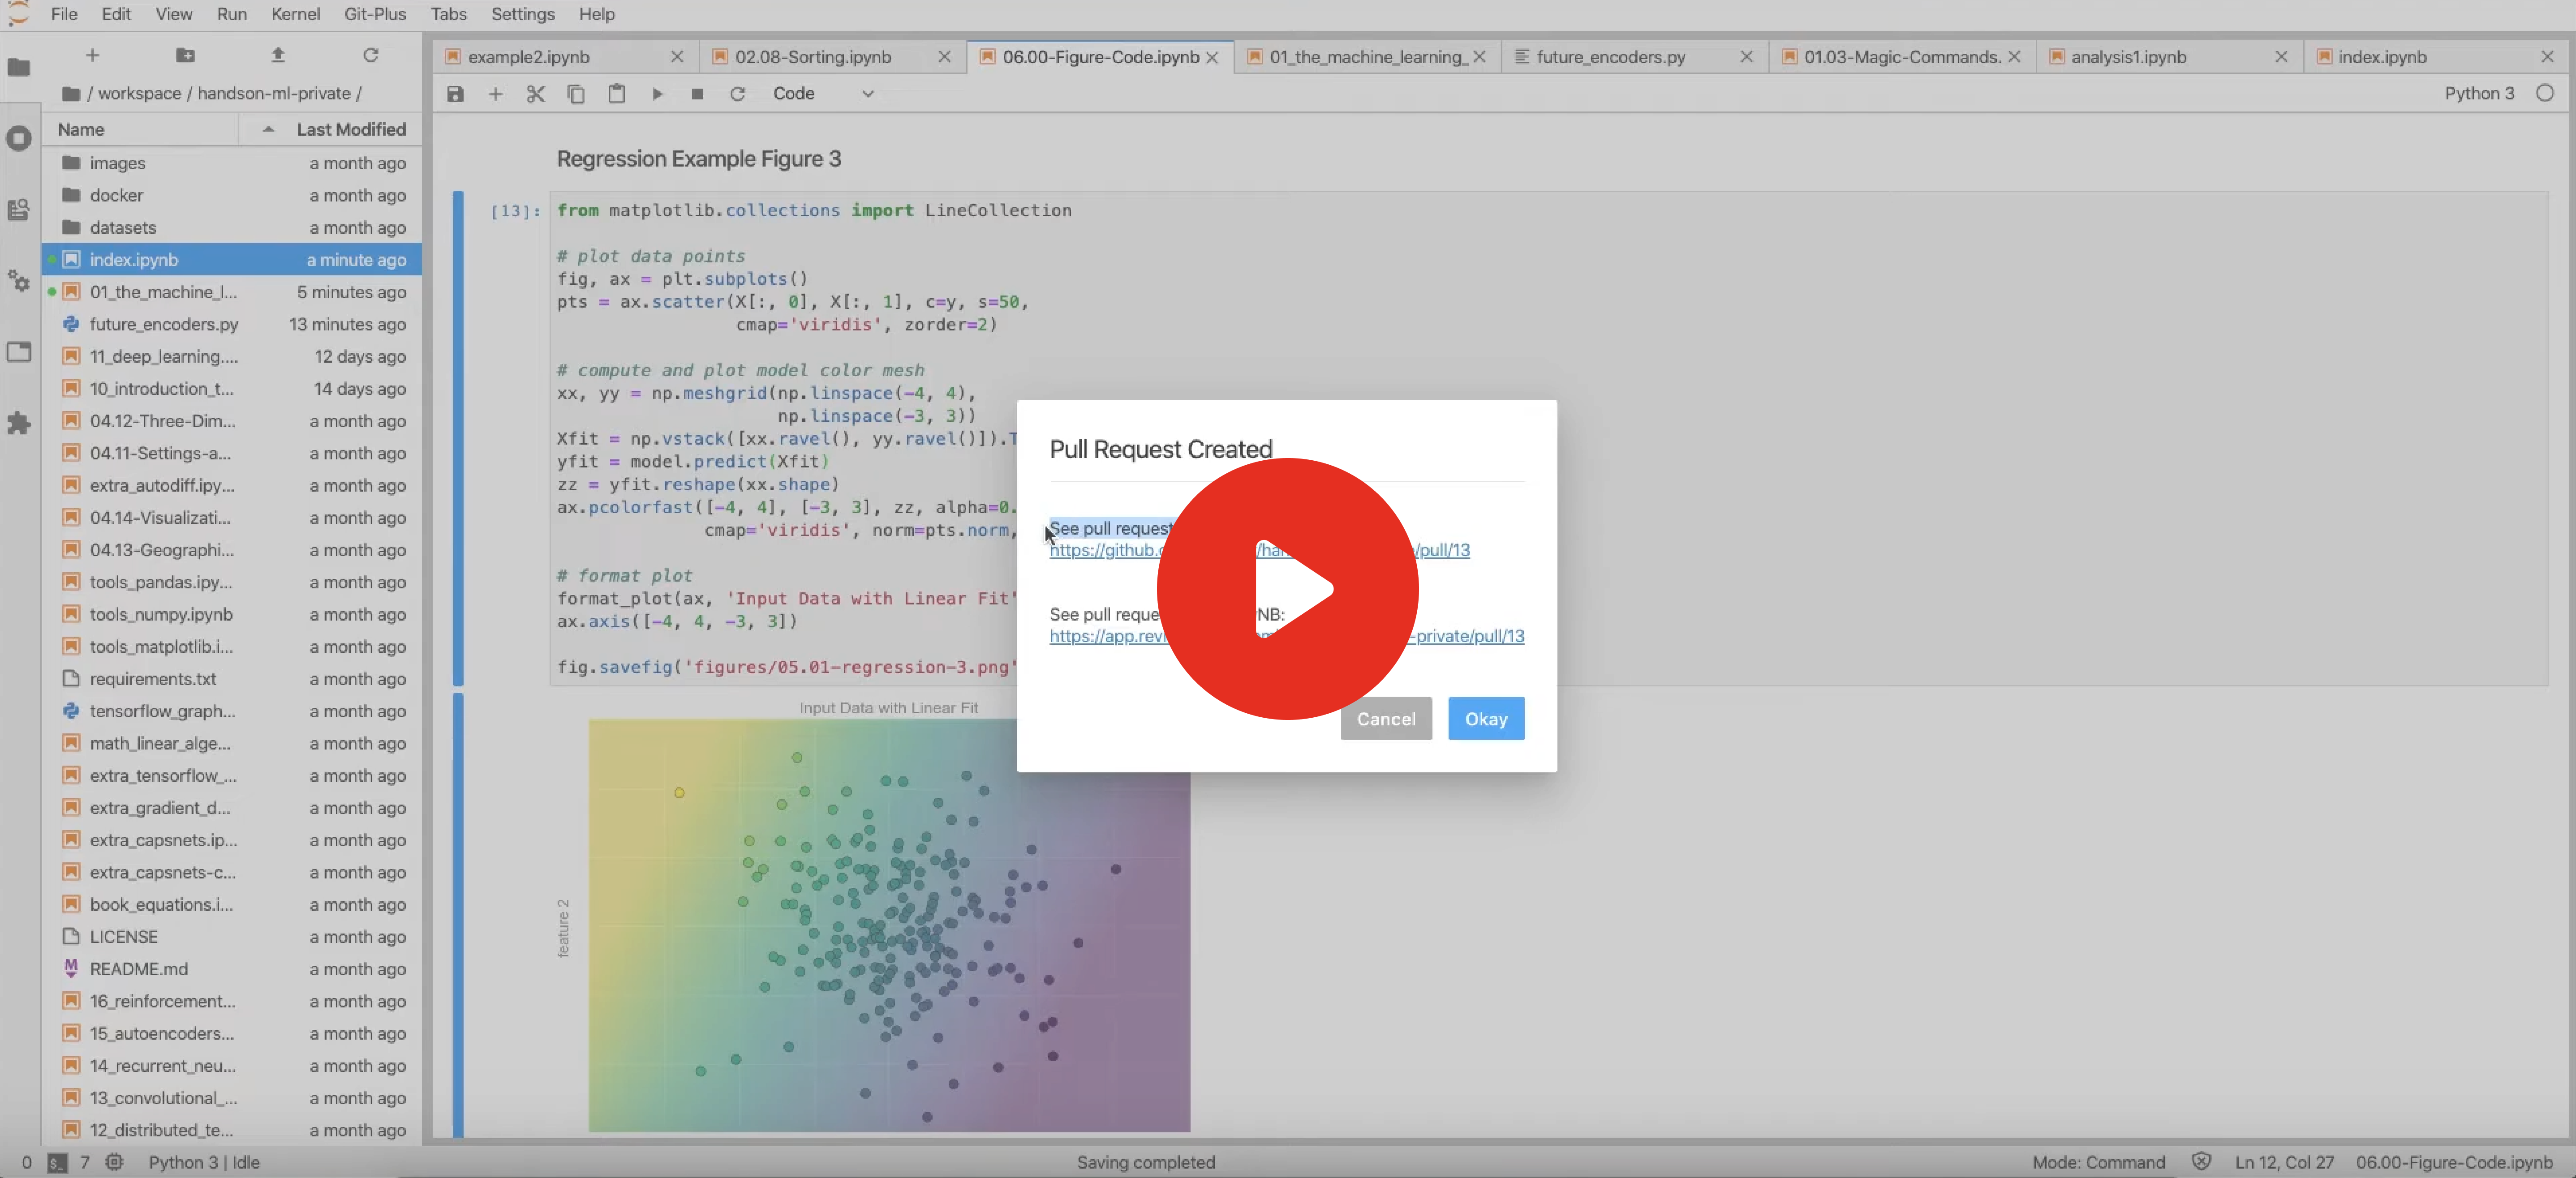 File Edit View Run Kernel Git-Plus Tabs Settings Help
example2.ipynb 02.08-Sorting.ipynb 06.00-Figure-Code.ipynb 01_the_machine_learning_ future_encoders.py 01.03-Magic-Commands. analysis1.ipynb index.ipynb
/ workspace / handson-ml-private /
Code
Python 3
Name Last Modified
images a month ago
docker a month ago
datasets a month ago
index.ipynb a minute ago
01_the_machine_l... 5 minutes ago
future_encoders.py 13 minutes ago
11_deep_learning.... 12 days ago
10_introduction_t... 14 days ago
04.12-Three-Dim... a month ago
04.11-Settings-a... a month ago
extra_autodiff.ipy... a month ago
04.14-Visualizati... a month ago
04.13-Geographi... a month ago
tools_pandas.ipy... a month ago
tools_numpy.ipynb a month ago
tools_matplotlib.i... a month ago
requirements.txt a month ago
tensorflow_graph... a month ago
math_linear_alge... a month ago
extra_tensorflow_... a month ago
extra_gradient_d... a month ago
extra_capsnets.ip... a month ago
extra_capsnets-c... a month ago
book_equations.i... a month ago
LICENSE a month ago
README.md a month ago
16_reinforcement... a month ago
15_autoencoders... a month ago
14_recurrent_neu... a month ago
13_convolutional_... a month ago
12_distributed_te... a month ago
Regression Example Figure 3
[13]: from matplotlib.collections import LineCollection
# plot data points
fig, ax = plt.subplots()
pts = ax.scatter(X[:, 0], X[:, 1], c=y, s=50,
cmap='viridis', zorder=2)
# compute and plot model color mesh
xx, yy = np.meshgrid(np.linspace(-4, 4),
np.linspace(-3, 3))
Xfit = np.vstack([xx.ravel(), yy.ravel()]).T
yfit = model.predict(Xfit)
zz = yfit.reshape(xx.shape)
ax.pcolorfast([-4, 4], [-3, 3], zz, alpha=0.
cmap='viridis', norm=pts.norm,
# format plot
format_plot(ax, 'Input Data with Linear Fit'
ax.axis([-4, 4, -3, 3])
fig.savefig('figures/05.01-regression-3.png'
Input Data with Linear Fit
feature 2
Pull Request Created
See pull request
https://github. /pull/13
See pull NB:
https://app. -private/pull/13
Cancel Okay
0 $_ 7 Python 3 | Idle Saving completed Mode: Command Ln 12, Col 27 06.00-Figure-Code.ipynb